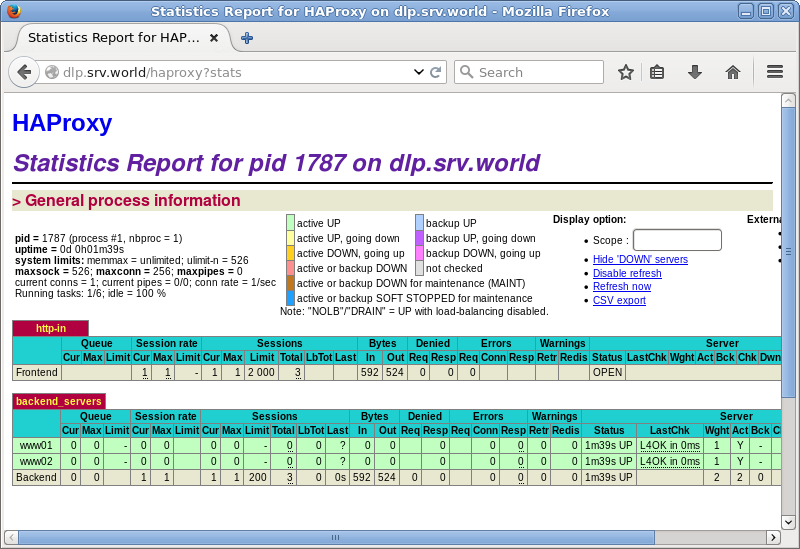 Statistics Report for HAProxy on dlp.srv.world - Mozilla Firefox
Statistics Report for HAP...
dlp.srv.world/haproxy?stats
Search
HAProxy
Statistics Report for pid 1787 on dlp.srv.world
> General process information
pid = 1787 (process #1, nbproc = 1)
uptime = 0d 0h01m39s
system limits: memmax = unlimited; ulimit-n = 526
maxsock = 526; maxconn = 256; maxpipes = 0
current conns = 1; current pipes = 0/0; conn rate = 1/sec
Running tasks: 1/6; idle = 100 %
active UP backup UP
active UP, going down backup UP, going down
active DOWN, going up backup DOWN, going up
active or backup DOWN not checked
active or backup DOWN for maintenance (MAINT)
active or backup SOFT STOPPED for maintenance
Note: "NOLB"/"DRAIN" = UP with load-balancing disabled.
Display option:
Scope :
Hide 'DOWN' servers
Disable refresh
Refresh now
CSV export
http-in
Queue Session rate Sessions Bytes Denied Errors Warnings Server
Cur Max Limit Cur Max Limit Cur Max Limit Total LbTot Last In Out Req Resp Req Conn Resp Retr Redis Status LastChk Wght Act Bck Chk Dwn
Frontend 1 1 - 1 1 2 000 3 592 524 0 0 0 OPEN
backend_servers
Queue Session rate Sessions Bytes Denied Errors Warnings Server
Cur Max Limit Cur Max Limit Cur Max Limit Total LbTot Last In Out Req Resp Req Conn Resp Retr Redis Status LastChk Wght Act Bck
www01 0 0 - 0 0 0 0 - 0 0 ? 0 0 0 0 0 0 0 1m39s UP L4OK in 0ms 1 Y -
www02 0 0 - 0 0 0 0 - 0 0 ? 0 0 0 0 0 0 0 1m39s UP L4OK in 0ms 1 Y -
Backend 0 0 1 1 1 1 200 3 0 0s 592 524 0 0 0 0 0 0 1m39s UP 2 2 0